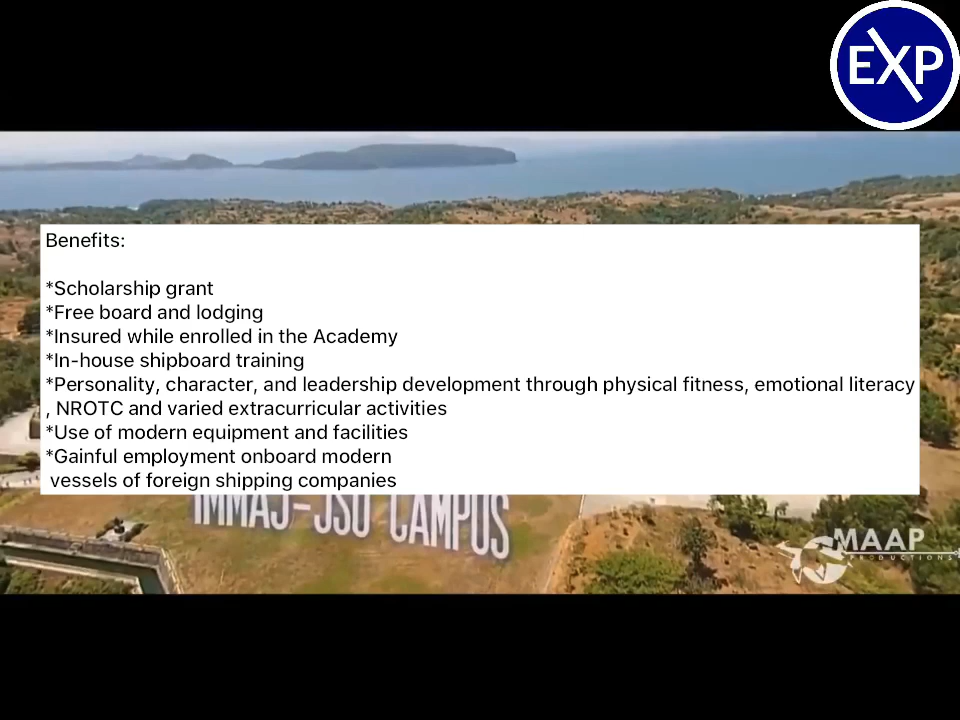 EXP
Benefits:
*Scholarship grant
*Free board and lodging
*Insured while enrolled in the Academy
*In-house shipboard training
*Personality, character, and leadership development through physical fitness, emotional literacy
, NROTC and varied extracurricular activities
*Use of modern equipment and facilities
*Gainful employment onboard modern
vessels of foreign shipping companies
IMMAJ-JSU CAMPUS
MAAP
PRODUCTIONS